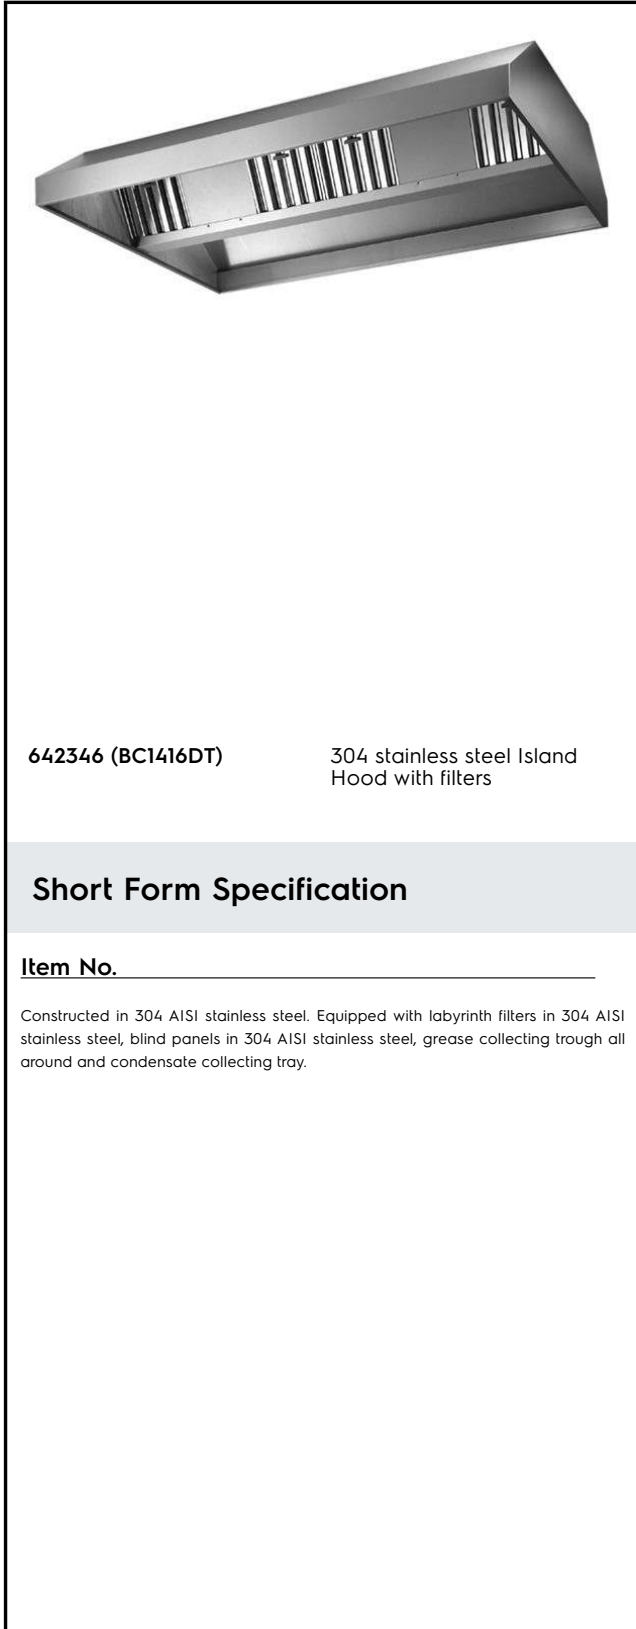 642346 (BC1416DT)
304 stainless steel Island
Hood with filters
Short Form Specification
Item No.
Constructed in 304 AISI stainless steel. Equipped with labyrinth filters in 304 AISI
stainless steel, blind panels in 304 AISI stainless steel, grease collecting trough all
around and condensate collecting tray.